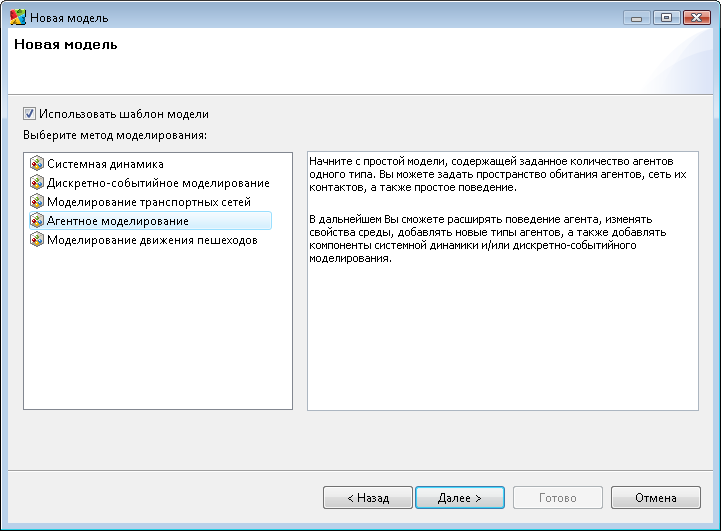 Новая модель
Новая модель
Использовать шаблон модели
Выберите метод моделирования:
Системная динамика
Дискретно-событийное моделирование
Моделирование транспортных сетей
Агентное моделирование
Моделирование движения пешеходов
Начните с простой модели, содержащей заданное количество агентов
одного типа. Вы можете задать пространство обитания агентов, сеть их
контактов, а также простое поведение.
В дальнейшем Вы сможете расширять поведение агента, изменять
свойства среды, добавлять новые типы агентов, а также добавлять
компоненты системной динамики и/или дискретно-событийного
моделирования.
< Назад
Далее >
Готово
Отмена